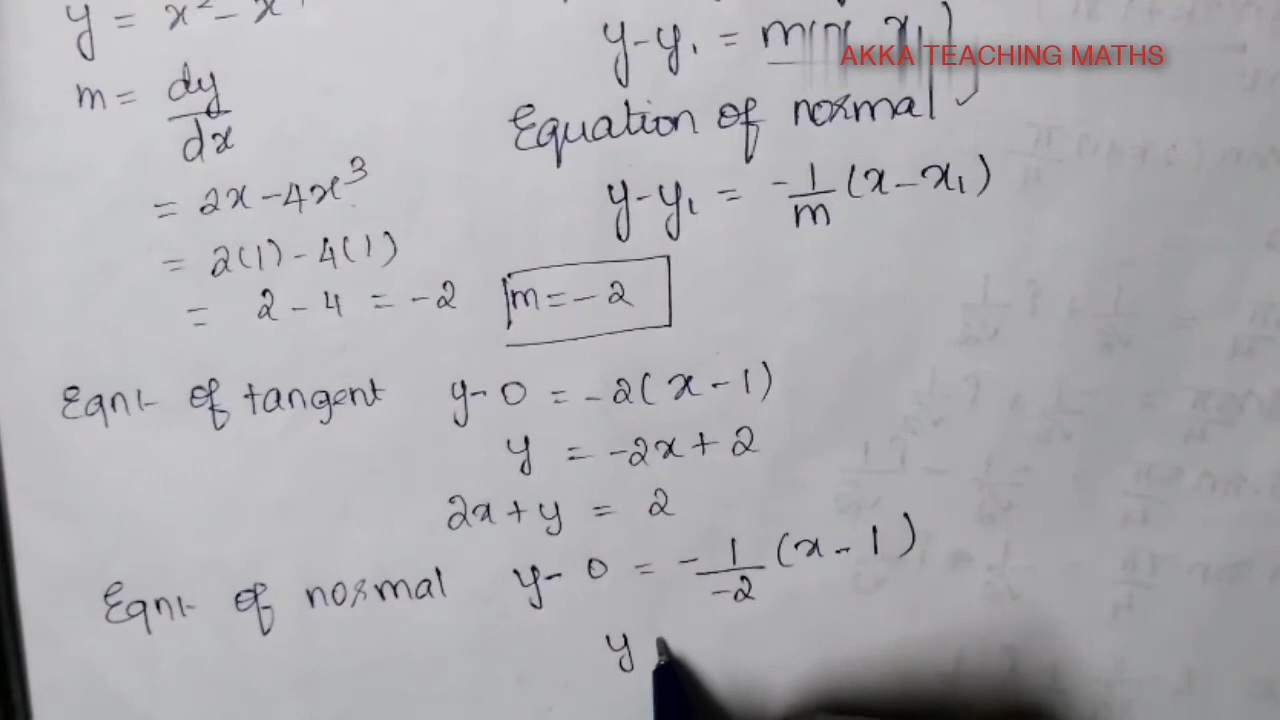 y = x² - x⁴
y-y₁ = m(x x₁)
AKKA TEACHING MATHS
m = dy/dx
Equation of normal ✓
= 2x - 4x³
y-y₁ = -1/m (x - x₁)
= 2(1) - 4(1)
= 2 - 4 = -2 m = -2
Eqn:- of tangent y-0 = -2(x-1)
y = -2x + 2
2x + y = 2
Eqn:- of normal y-0 = -1/-2 (x-1)
y